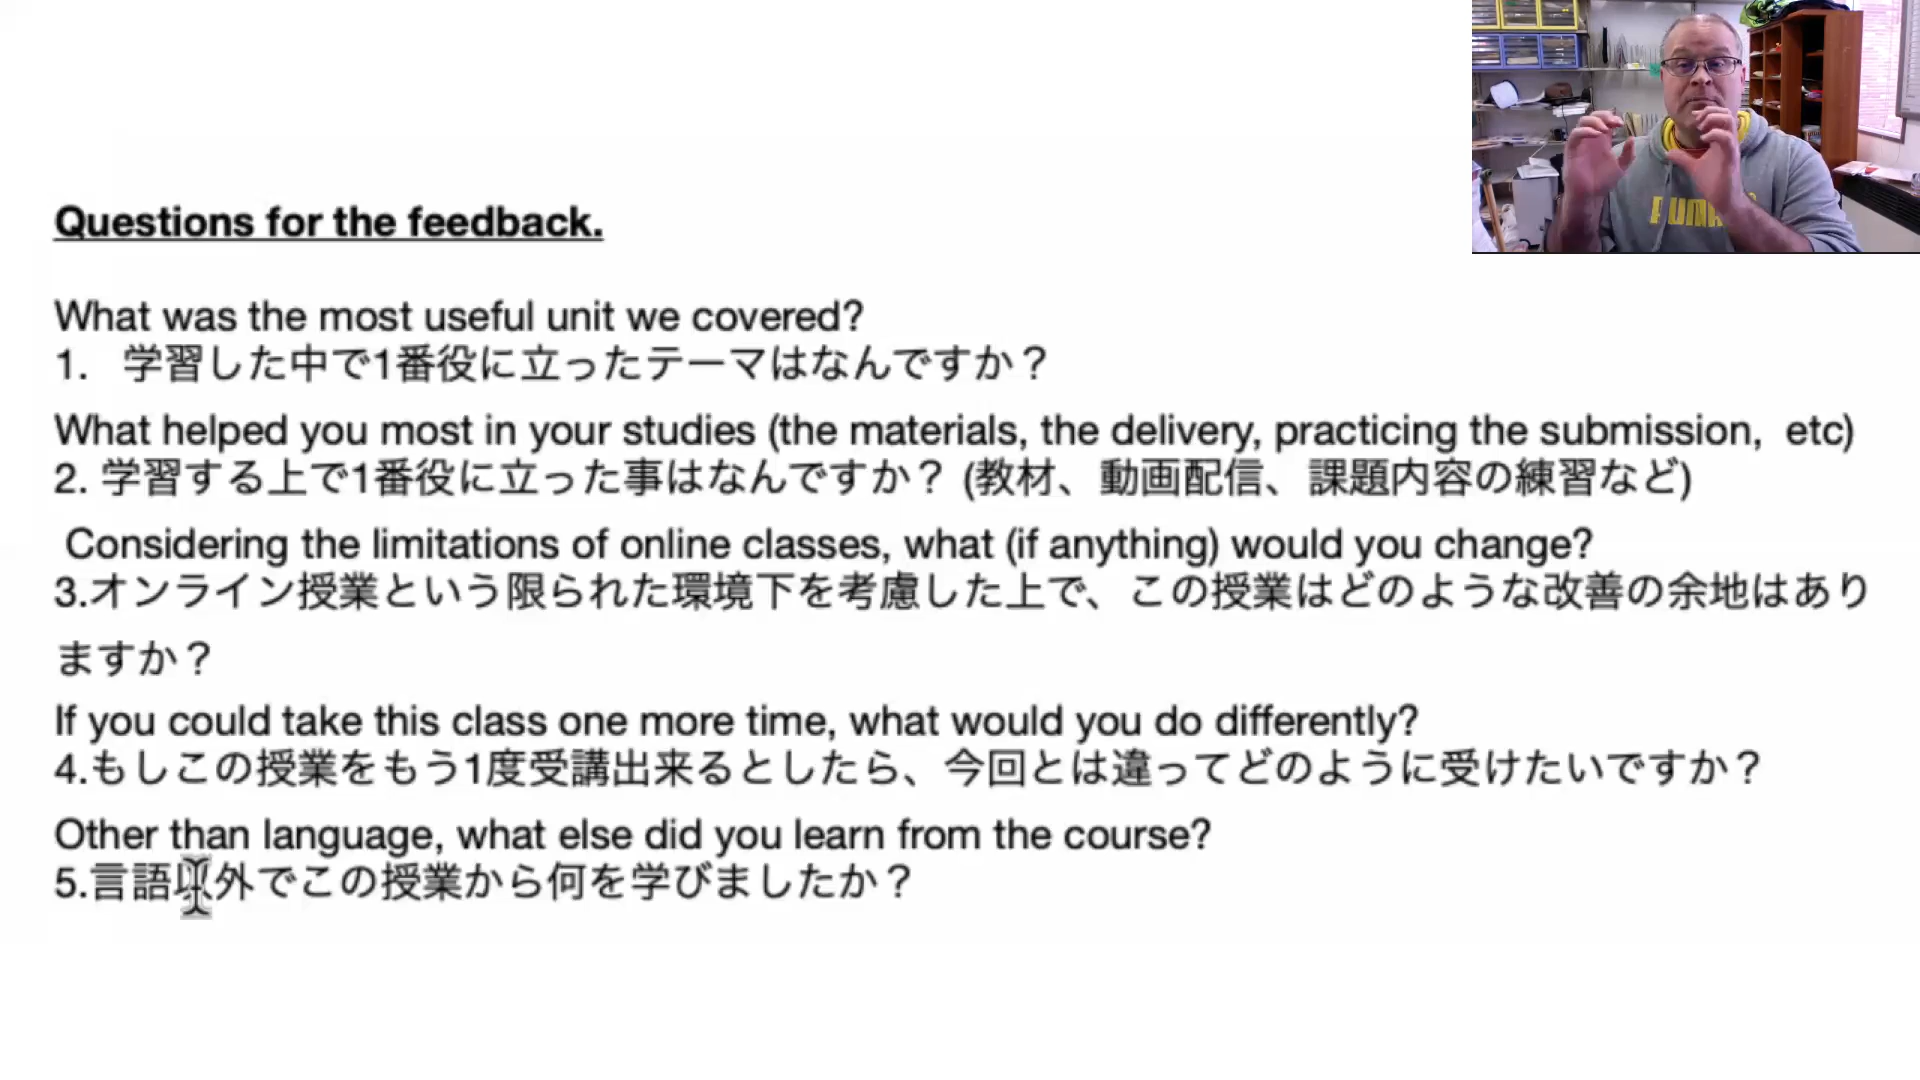 Questions for the feedback.
What was the most useful unit we covered?
1. 学習した中で1番役に立ったテーマはなんですか？
What helped you most in your studies (the materials, the delivery, practicing the submission, etc)
2. 学習する上で1番役に立った事はなんですか？ (教材、動画配信、課題内容の練習など)
Considering the limitations of online classes, what (if anything) would you change?
3.オンライン授業という限られた環境下を考慮した上で、この授業はどのような改善の余地はあり
ますか？
If you could take this class one more time, what would you do differently?
4.もしこの授業をもう1度受講出来るとしたら、今回とは違ってどのように受けたいですか？
Other than language, what else did you learn from the course?
5.言語以外でこの授業から何を学びましたか？